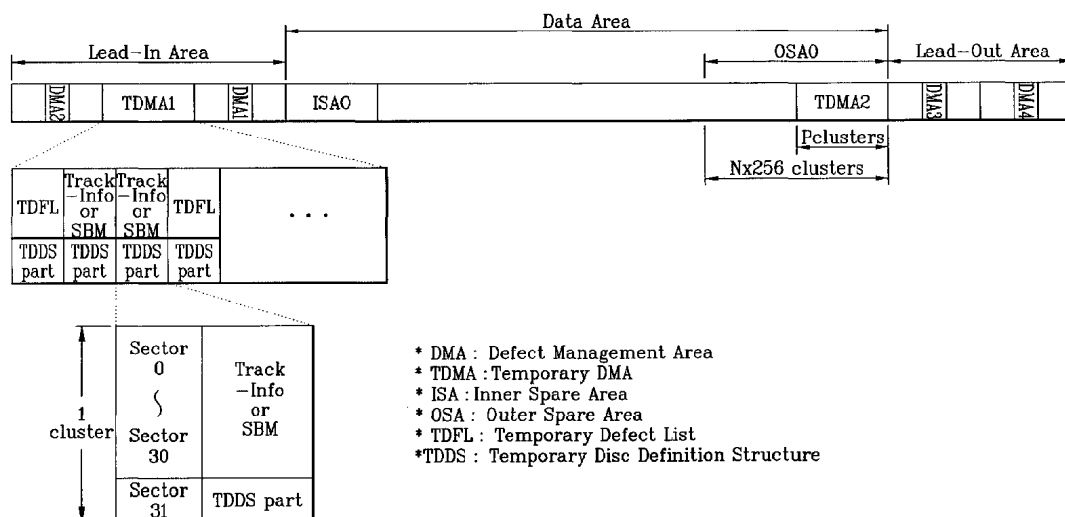 Data Area
Lead-In Area
OSA0
Lead-Out Area
DMA2
TDMA1
DMA1
ISA0
TDMA2
DMA3
DMA4
Pclusters
Nx256 clusters
TDFL
Track
-Info
or
SBM
Track
-Info
or
SBM
TDFL
. . .
TDDS
part
TDDS
part
TDDS
part
TDDS
part
1
cluster
Sector
0
Sector
30
Track
-Info
or
SBM
Sector
31
TDDS part
* DMA : Defect Management Area
* TDMA : Temporary DMA
* ISA : Inner Spare Area
* OSA : Outer Spare Area
* TDFL : Temporary Defect List
*TDDS : Temporary Disc Definition Structure